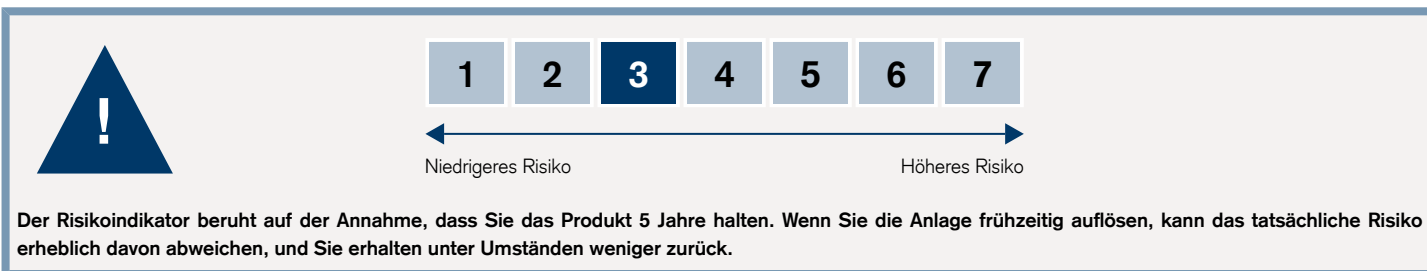 !
1 2 3 4 5 6 7
Niedrigeres Risiko Höheres Risiko
Der Risikoindikator beruht auf der Annahme, dass Sie das Produkt 5 Jahre halten. Wenn Sie die Anlage frühzeitig auflösen, kann das tatsächliche Risiko
erheblich davon abweichen, und Sie erhalten unter Umständen weniger zurück.